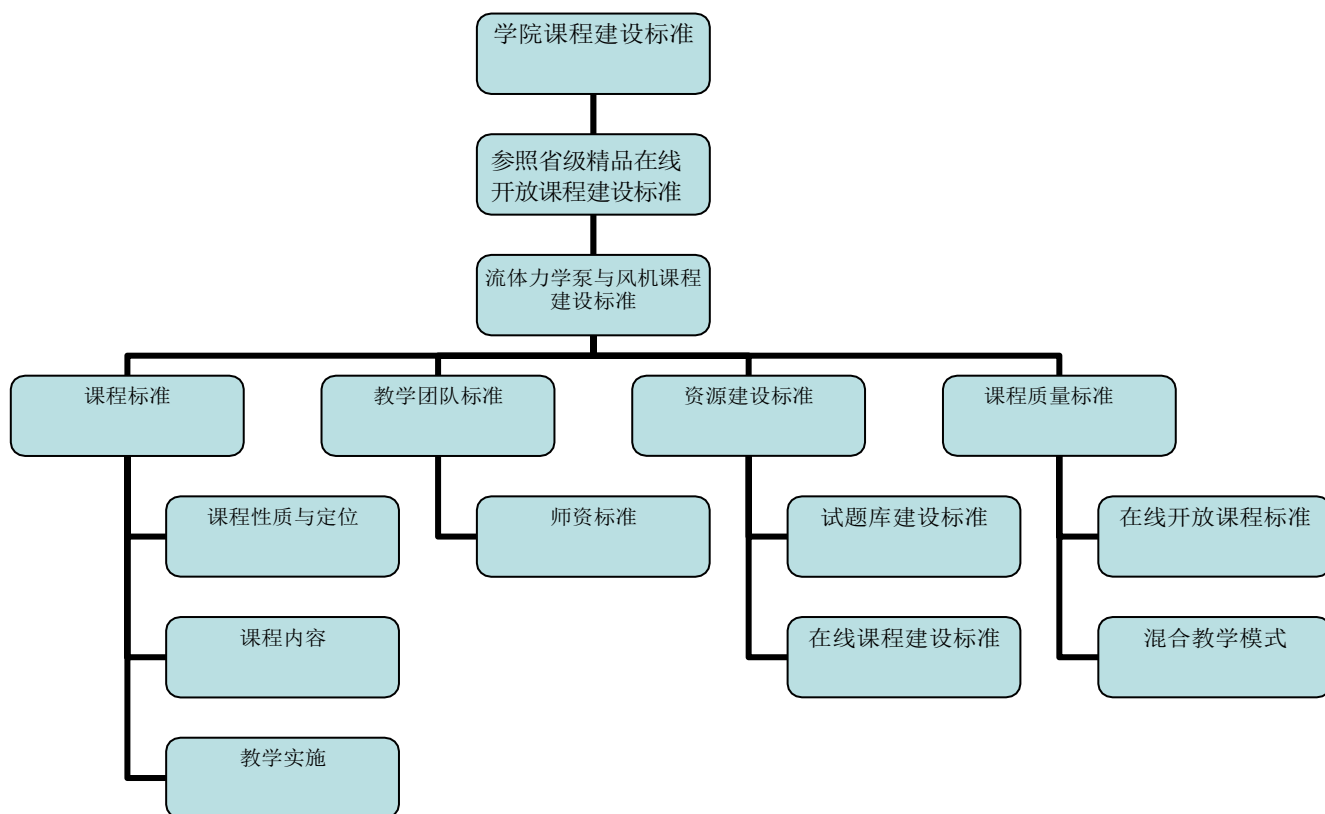 学院课程建设标准
参照省级精品在线
开放课程建设标准
流体力学泵与风机课程
建设标准
课程标准
教学团队标准
资源建设标准
课程质量标准
课程性质与定位
师资标准
试题库建设标准
在线开放课程标准
课程内容
在线课程建设标准
混合教学模式
教学实施